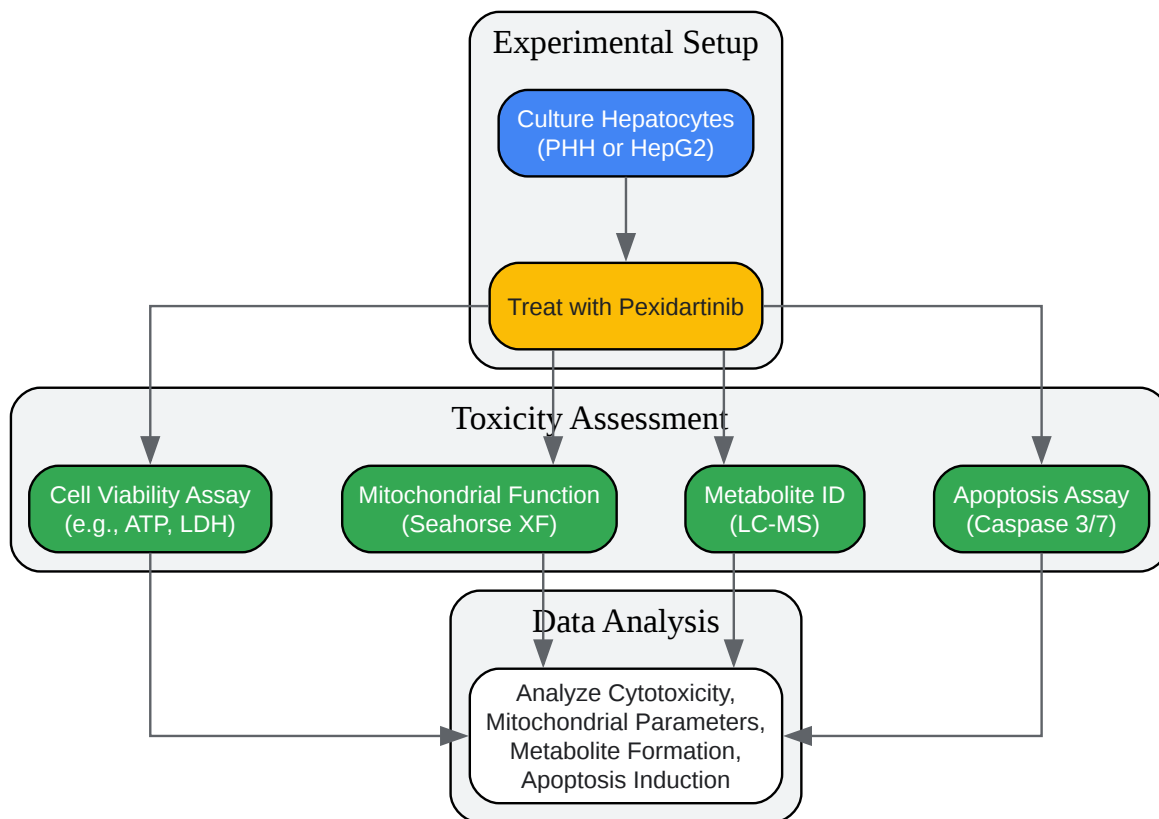 Experimental Setup
Culture Hepatocytes
(PHH or HepG2)
Treat with Pexidartinib
Toxicity Assessment
Cell Viability Assay
(e.g., ATP, LDH)
Mitochondrial Function
(Seahorse XF)
Metabolite ID
(LC-MS)
Apoptosis Assay
(Caspase 3/7)
Data Analysis
Analyze Cytotoxicity,
Mitochondrial Parameters,
Metabolite Formation,
Apoptosis Induction